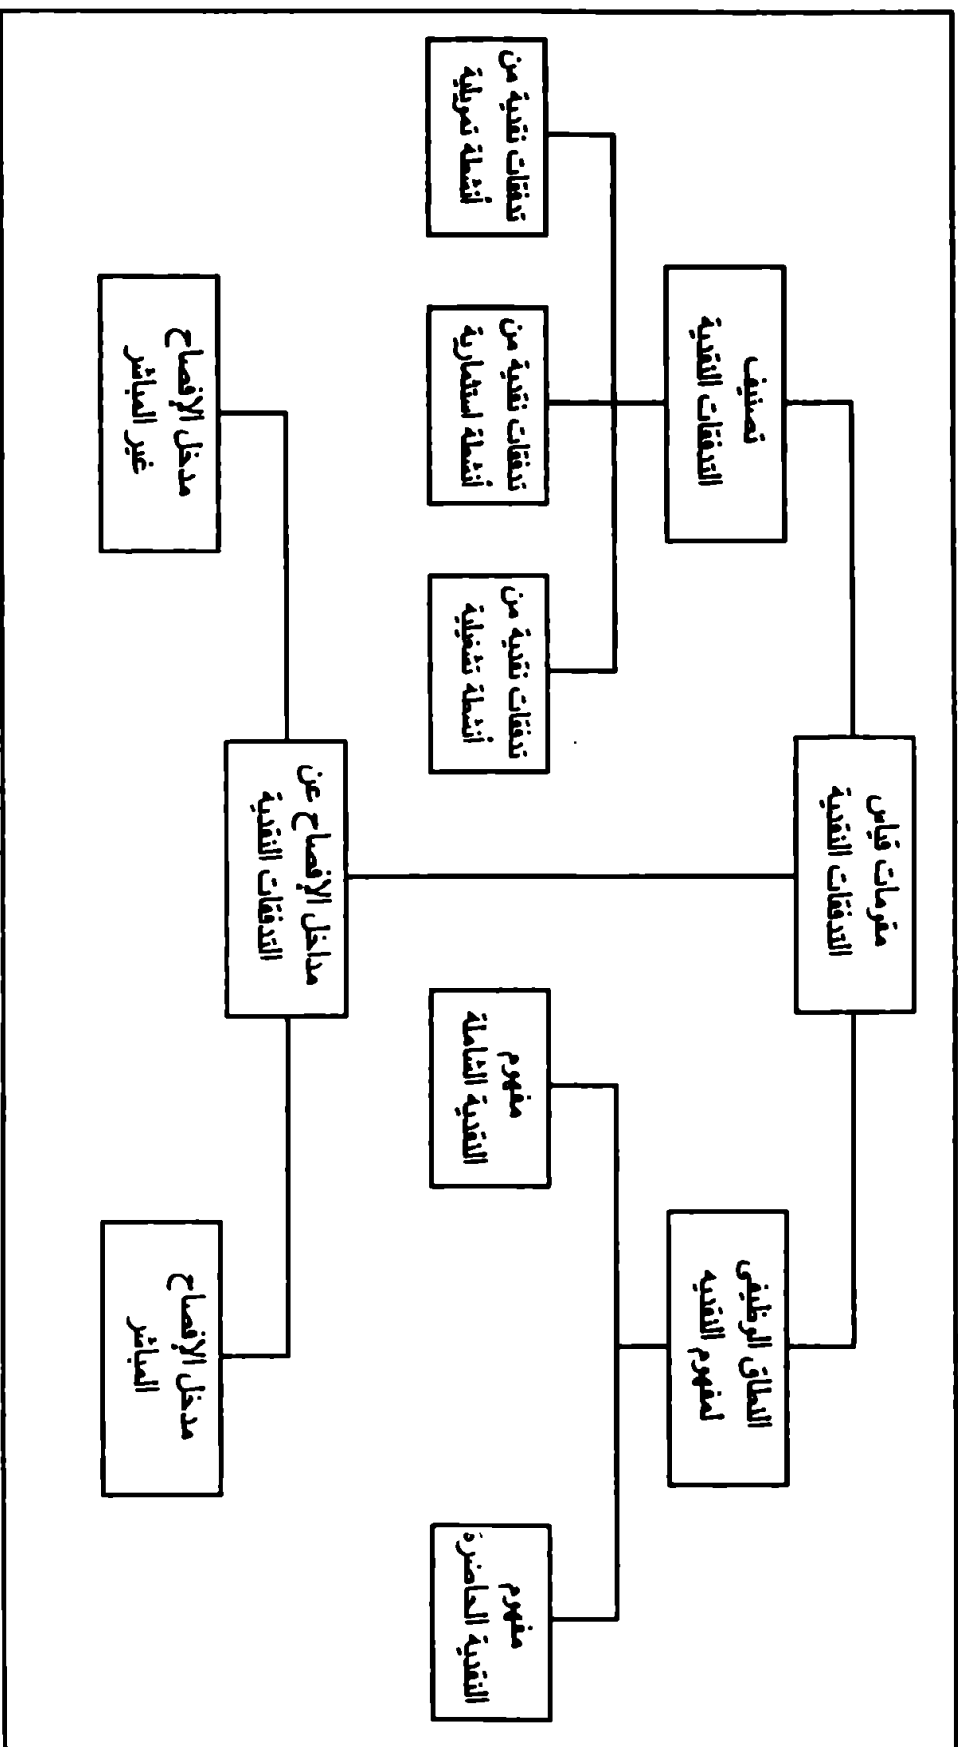 مقومات قياس
التدفقات النقدية
النطاق الوظيفى
لمفهوم النقديه
تصنيف
التدفقات النقدية
مفهوم
النقدية الحاضرة
مفهوم
النقدية الشاملة
تدفقات نقدية من
أنشطة تشغيلية
تدفقات نقدية من
أنشطة استثمارية
تدفقات نقدية من
أنشطة تمويلية
مداخل الإفصاح عن
التدفقات النقدية
مدخل الإفصاح
المباشر
مدخل الإفصاح
غير المباشر